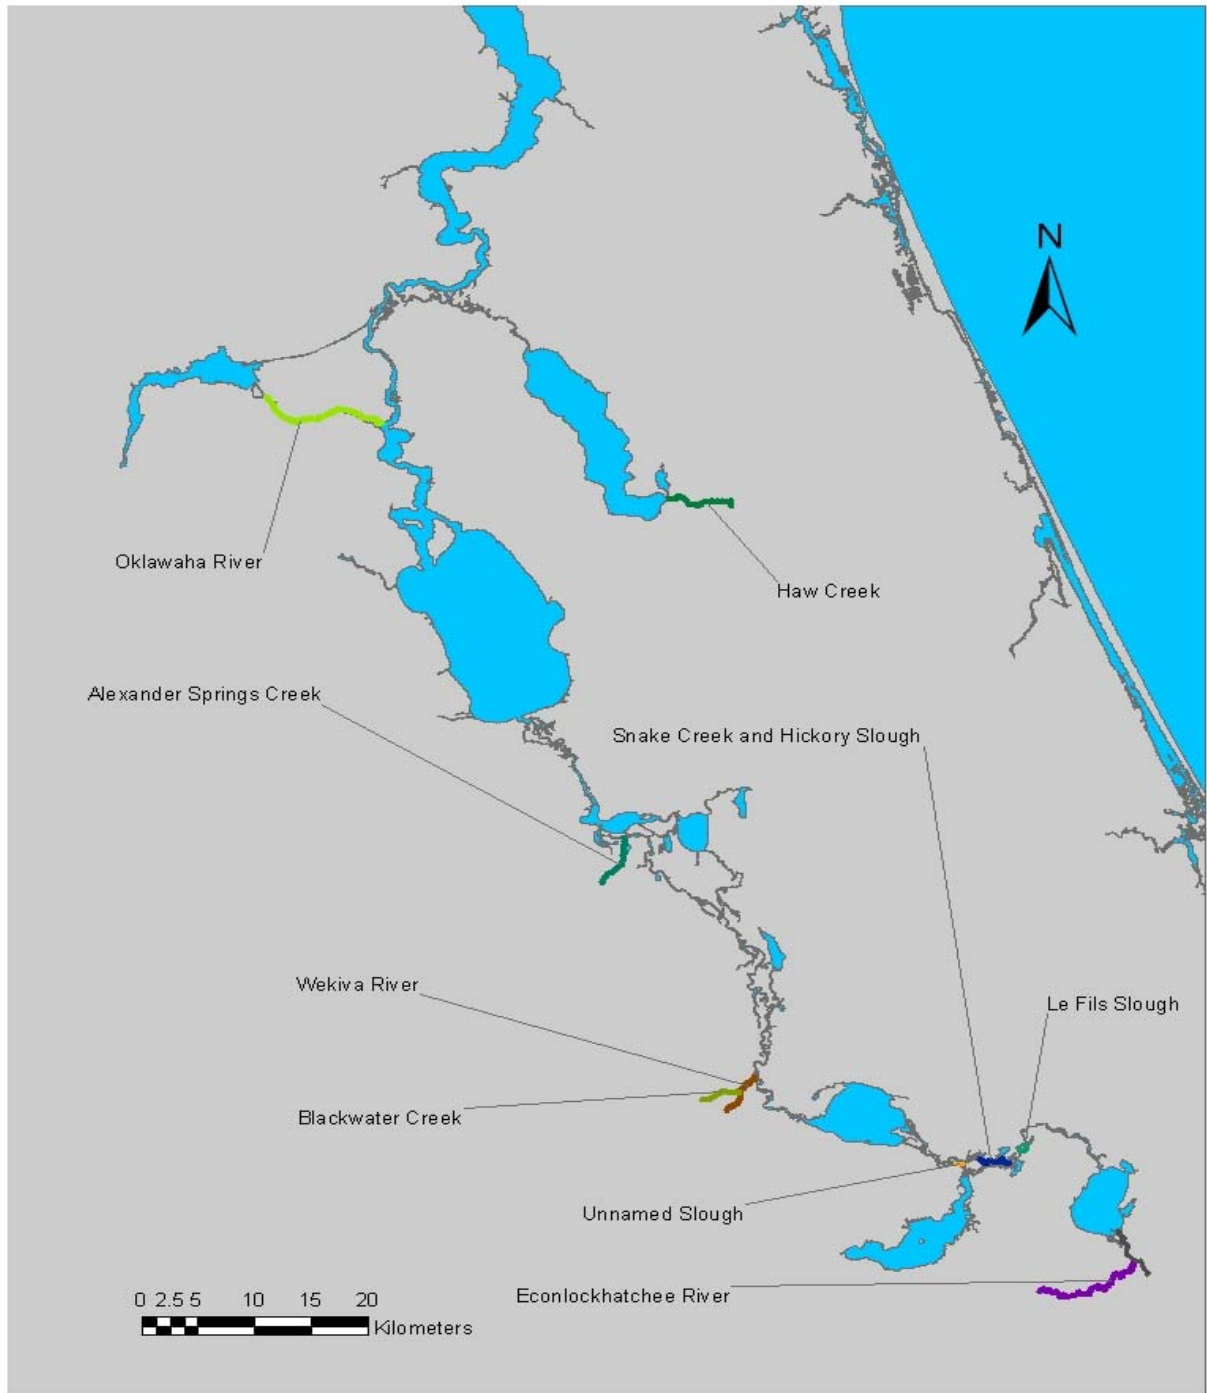 N
Oklawaha River
Haw Creek
Alexander Springs Creek
Snake Creek and Hickory Slough
Wekiva River
Le Fils Slough
Blackwater Creek
Unnamed Slough
Econlockhatchee River
0 2.5 5 10 15 20
Kilometers